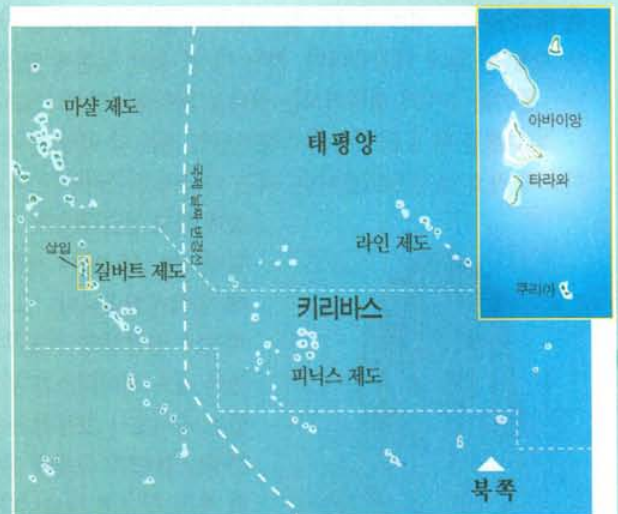 마샬 제도
태평양
국제 날짜 변경선
라인 제도
삽입
길버트 제도
키리바스
피닉스 제도
북쪽
아바이앙
타라와
쿠리아